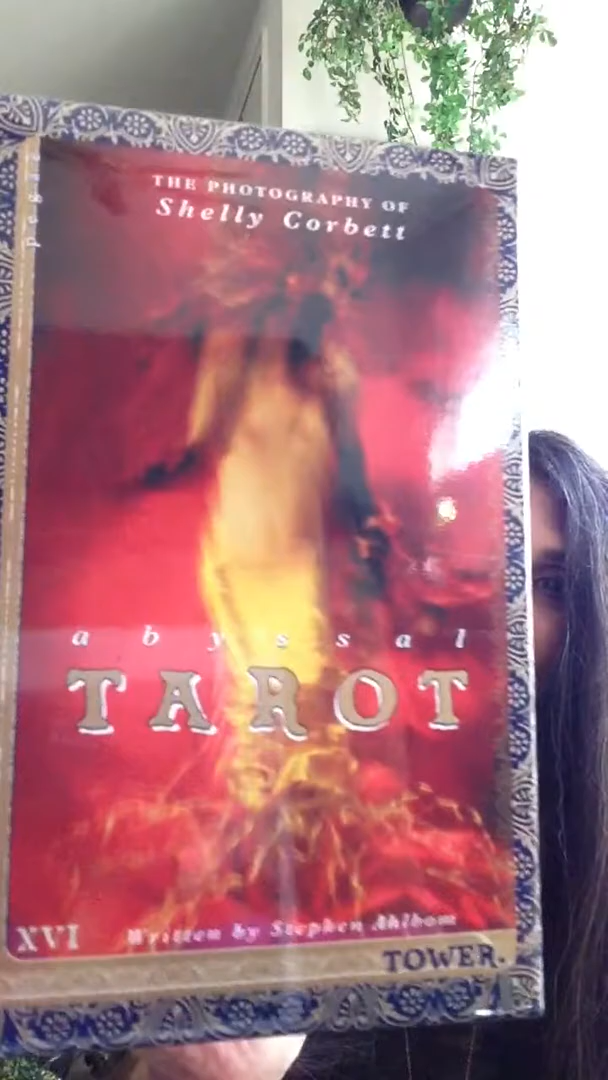 THE PHOTOGRAPHY OF
Shelly Corbett
abyssal
TAROT
XVI
Written by Stephen Ahlbom
TOWER.